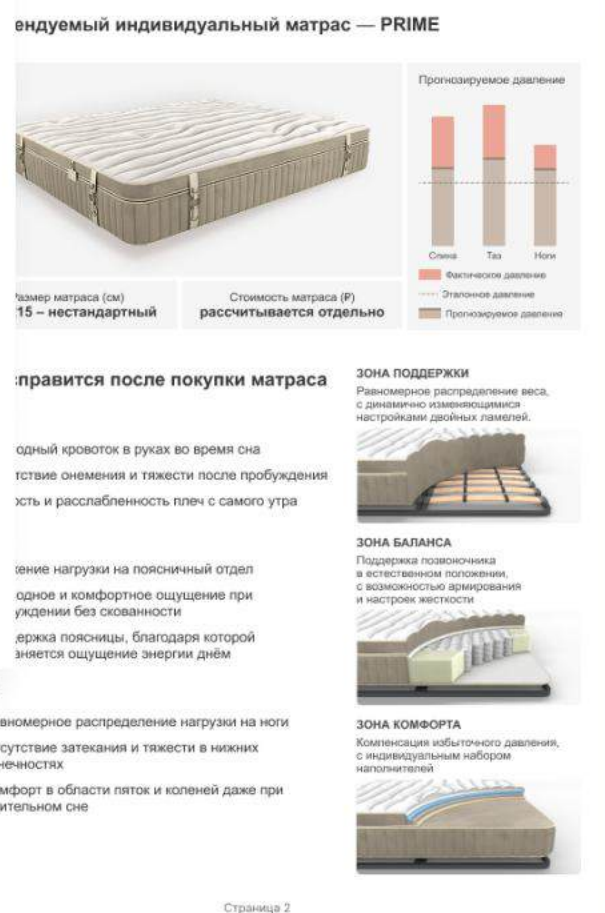 ендуемый индивидуальный матрас — PRIME
Прогнозируемое давление
Спина Таз Ноги
Фактическое давление
Эталонное давление
Прогнозируемое давление
Размер матраса (см)
15 – нестандартный
Стоимость матраса (₽)
рассчитывается отдельно
справится после покупки матраса
одный кровоток в руках во время сна
тствие онемения и тяжести после пробуждения
ость и расслабленность плеч с самого утра
жение нагрузки на поясничный отдел
одное и комфортное ощущение при
уждении без скованности
держка поясницы, благодаря которой
аняется ощущение энергии днём
вномерное распределение нагрузки на ноги
сутствие затекания и тяжести в нижних
нечностях
мфорт в области пяток и коленей даже при
ительном сне
ЗОНА ПОДДЕРЖКИ
Равномерное распределение веса,
с динамично изменяющимися
настройками двойных ламелей.
ЗОНА БАЛАНСА
Поддержка позвоночника
в естественном положении,
с возможностью армирования
и настроек жесткости
ЗОНА КОМФОРТА
Компенсация избыточного давления,
с индивидуальным набором
наполнителей
Страница 2